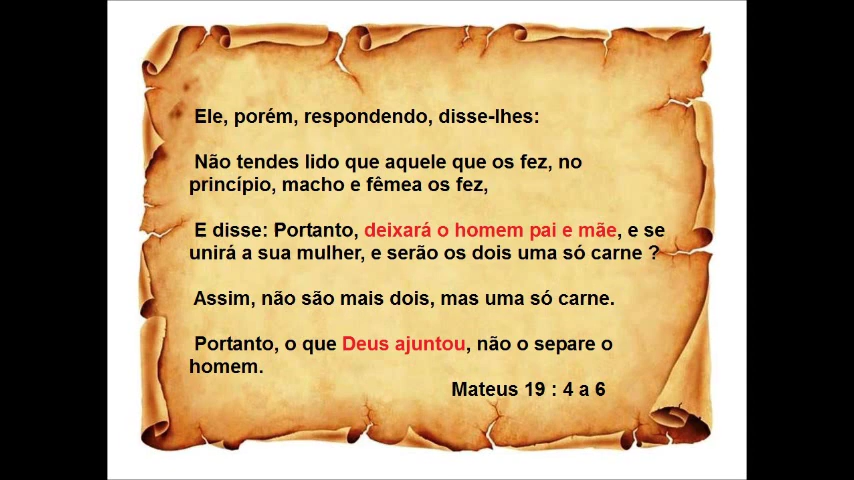 Ele, porém, respondendo, disse-lhes:
Não tendes lido que aquele que os fez, no
princípio, macho e fêmea os fez,
E disse: Portanto, deixará o homem pai e mãe, e se
unirá a sua mulher, e serão os dois uma só carne ?
Assim, não são mais dois, mas uma só carne.
Portanto, o que Deus ajuntou, não o separe o
homem.
Mateus 19 : 4 a 6